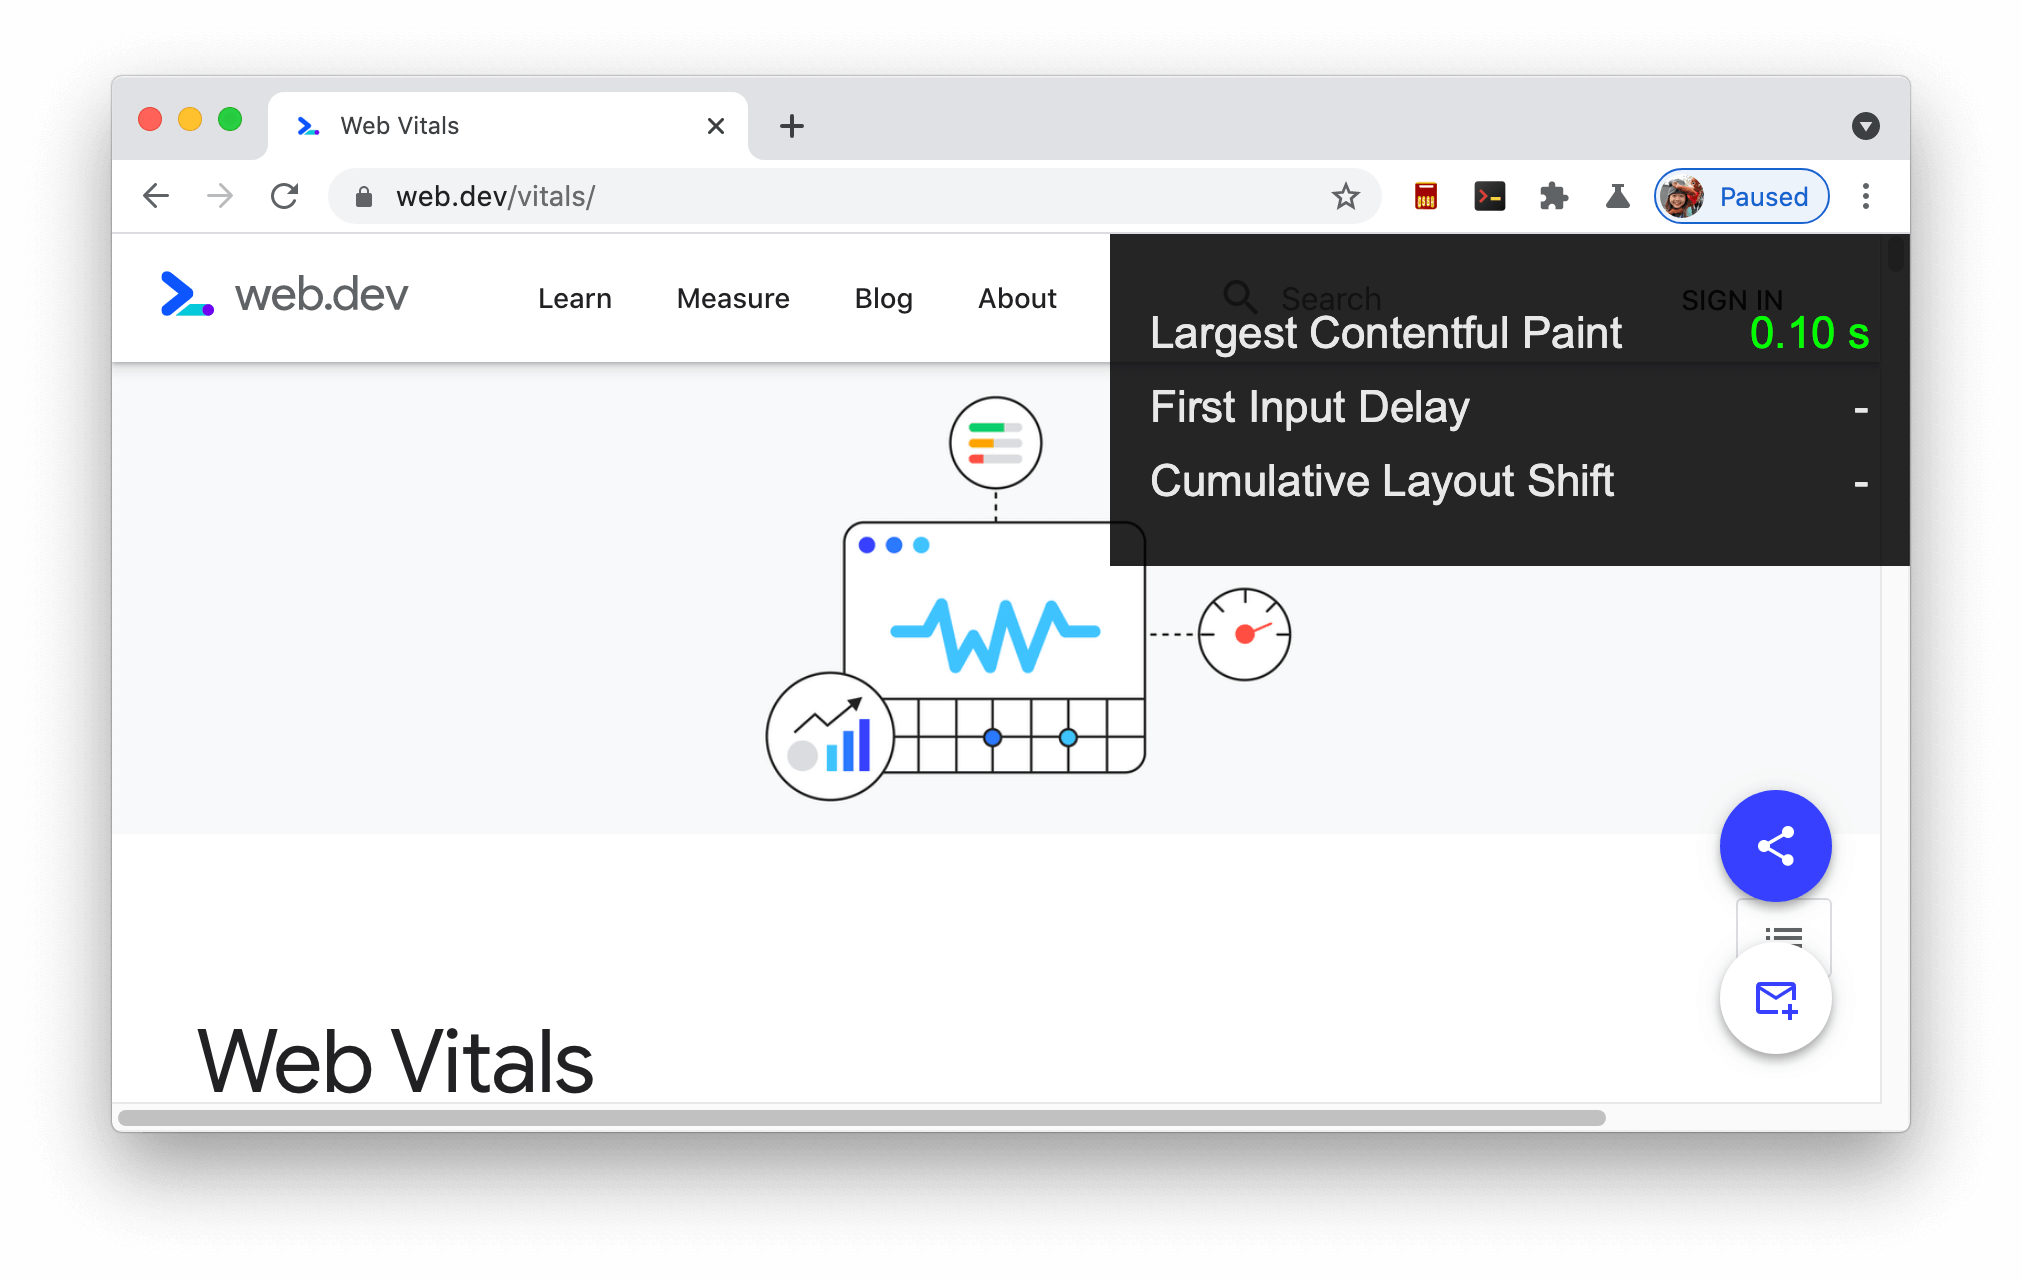 Web Vitals
web.dev/vitals/
Paused
web.dev
Learn
Measure
Blog
About
Search
SIGN IN
Largest Contentful Paint 0.10 s
First Input Delay -
Cumulative Layout Shift -
Web Vitals